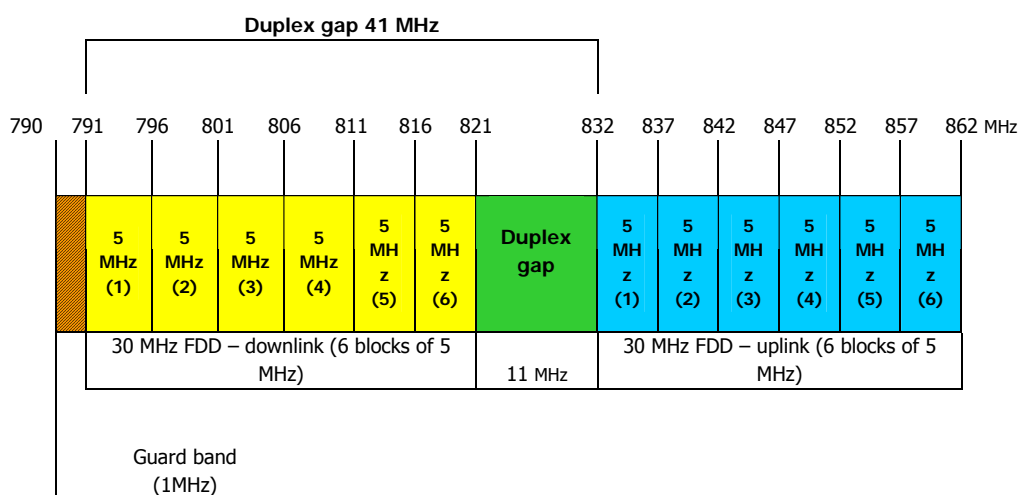 Duplex gap 41 MHz
790 791 796 801 806 811 816 821 832 837 842 847 852 857 862 MHz
5
MHz
(1)
5
MHz
(2)
5
MHz
(3)
5
MHz
(4)
5
MH
z
(5)
5
MH
z
(6)
Duplex
gap
5
MH
z
(1)
5
MH
z
(2)
5
MH
z
(3)
5
MH
z
(4)
5
MH
z
(5)
5
MH
z
(6)
30 MHz FDD – downlink (6 blocks of 5
MHz)
11 MHz
30 MHz FDD – uplink (6 blocks of 5
MHz)
Guard band
(1MHz)